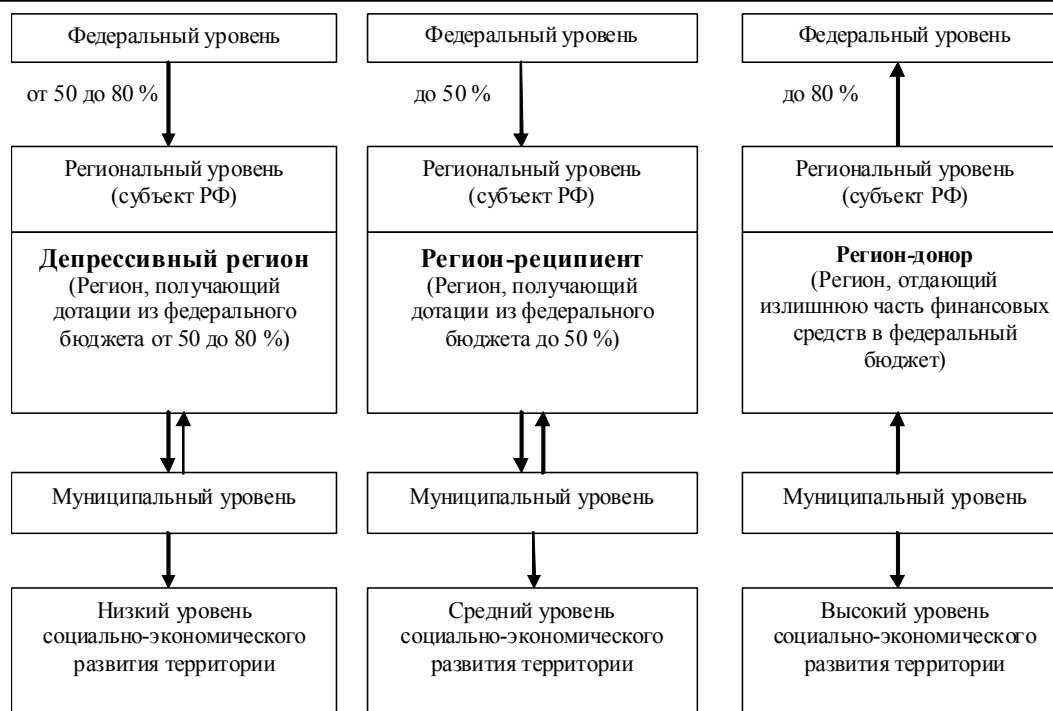 Федеральный уровень
от 50 до 80 %
Региональный уровень
(субъект РФ)
Депрессивный регион
(Регион, получающий
дотации из федерального
бюджета от 50 до 80 %)
Муниципальный уровень
Низкий уровень
социально-экономического
развития территории
Федеральный уровень
до 50 %
Региональный уровень
(субъект РФ)
Регион-реципиент
(Регион, получающий
дотации из федерального
бюджета до 50 %)
Муниципальный уровень
Средний уровень
социально-экономического
развития территории
Федеральный уровень
до 80 %
Региональный уровень
(субъект РФ)
Регион-донор
(Регион, отдающий
излишнюю часть финансовых
средств в федеральный
бюджет)
Муниципальный уровень
Высокий уровень
социально-экономического
развития территории